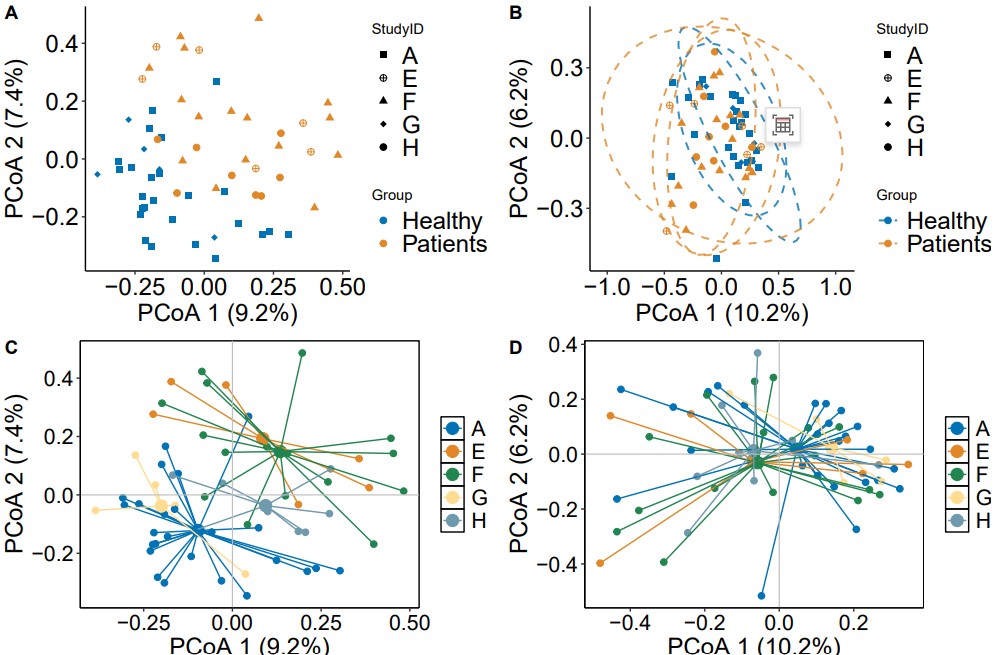 A
PCoA 2 (7.4%)
0.4
0.2
0.0
−0.2
−0.25
0.00
0.25
0.50
PCoA 1 (9.2%)
StudyID
A
E
F
G
H
Group
Healthy
Patients
B
PCoA 2 (6.2%)
0.3
0.0
−0.3
−1.0
−0.5
0.0
0.5
1.0
PCoA 1 (10.2%)
StudyID
A
E
F
G
H
Group
Healthy
Patients
C
PCoA 2 (7.4%)
0.4
0.2
0.0
−0.2
−0.25
0.00
0.25
0.50
PCoA 1 (9.2%)
A
E
F
G
H
D
PCoA 2 (6.2%)
0.4
0.2
0.0
−0.2
−0.4
−0.4
−0.2
0.0
0.2
PCoA 1 (10.2%)
A
E
F
G
H